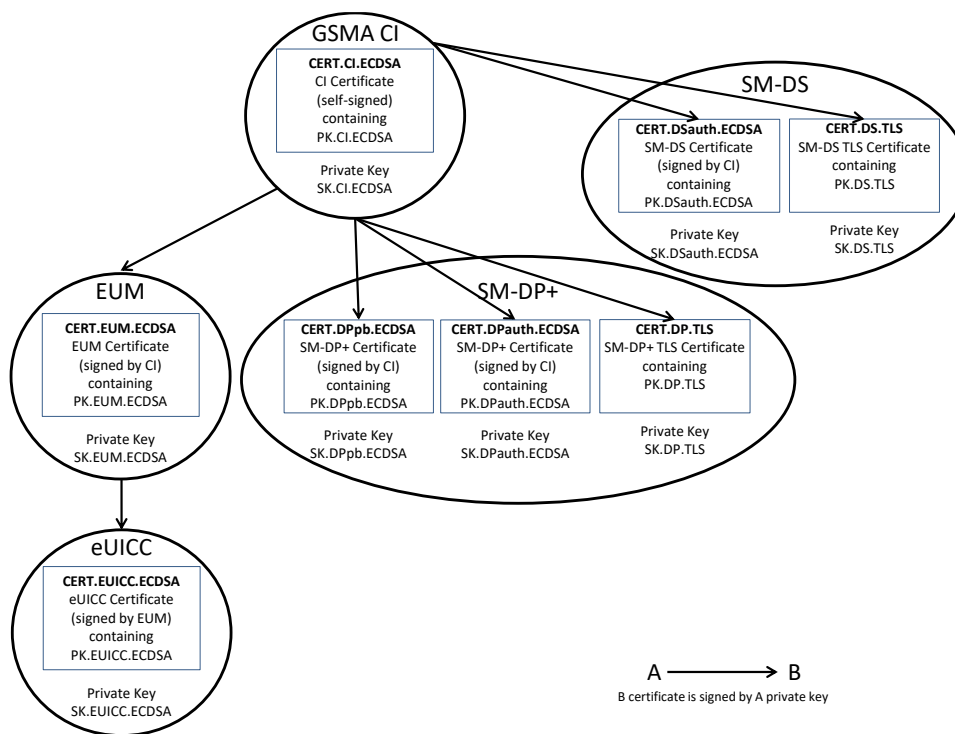 GSMA CI
CERT.CI.ECDSA
CI Certificate
(self-signed)
containing
PK.CI.ECDSA
Private Key
SK.CI.ECDSA
SM-DS
CERT.DSauth.ECDSA
SM-DS Certificate
(signed by CI)
containing
PK.DSauth.ECDSA
Private Key
SK.DSauth.ECDSA
CERT.DS.TLS
SM-DS TLS Certificate
containing
PK.DS.TLS
Private Key
SK.DS.TLS
EUM
CERT.EUM.ECDSA
EUM Certificate
(signed by CI)
containing
PK.EUM.ECDSA
Private Key
SK.EUM.ECDSA
SM-DP+
CERT.DPpb.ECDSA
SM-DP+ Certificate
(signed by CI)
containing
PK.DPpb.ECDSA
Private Key
SK.DPpb.ECDSA
CERT.DPauth.ECDSA
SM-DP+ Certificate
(signed by CI)
containing
PK.DPauth.ECDSA
Private Key
SK.DPauth.ECDSA
CERT.DP.TLS
SM-DP+ TLS Certificate
containing
PK.DP.TLS
Private Key
SK.DP.TLS
eUICC
CERT.EUICC.ECDSA
eUICC Certificate
(signed by EUM)
containing
PK.EUICC.ECDSA
Private Key
SK.EUICC.ECDSA
A B
B certificate is signed by A private key